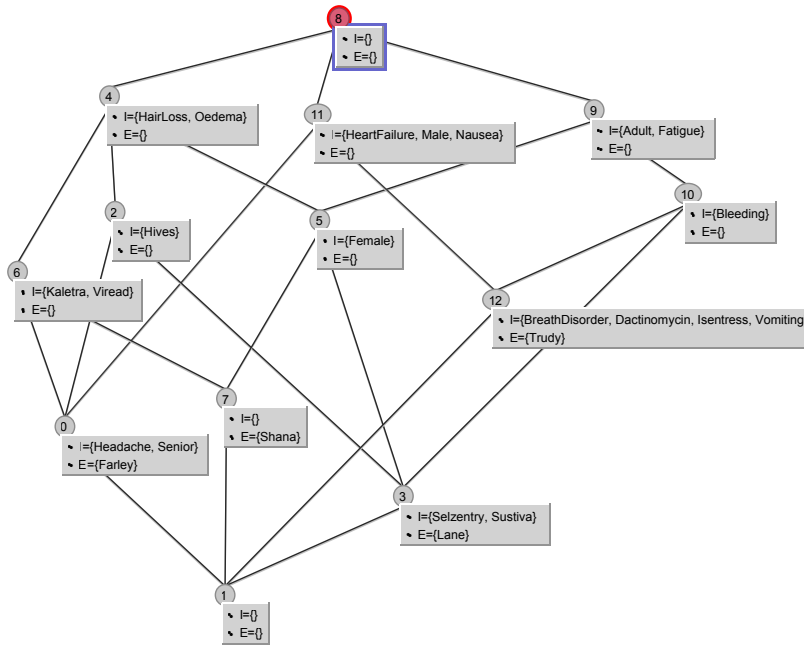 8
I={}
E={}
4
I={HairLoss, Oedema}
E={}
11
I={HeartFailure, Male, Nausea}
E={}
9
I={Adult, Fatigue}
E={}
10
I={Bleeding}
E={}
2
I={Hives}
E={}
5
I={Female}
E={}
6
I={Kaletra, Viread}
E={}
12
I={BreathDisorder, Dactinomycin, Isentress, Vomiting
E={Trudy}
7
I={}
E={Shana}
0
I={Headache, Senior}
E={Farley}
3
I={Selzentry, Sustiva}
E={Lane}
1
I={}
E={}